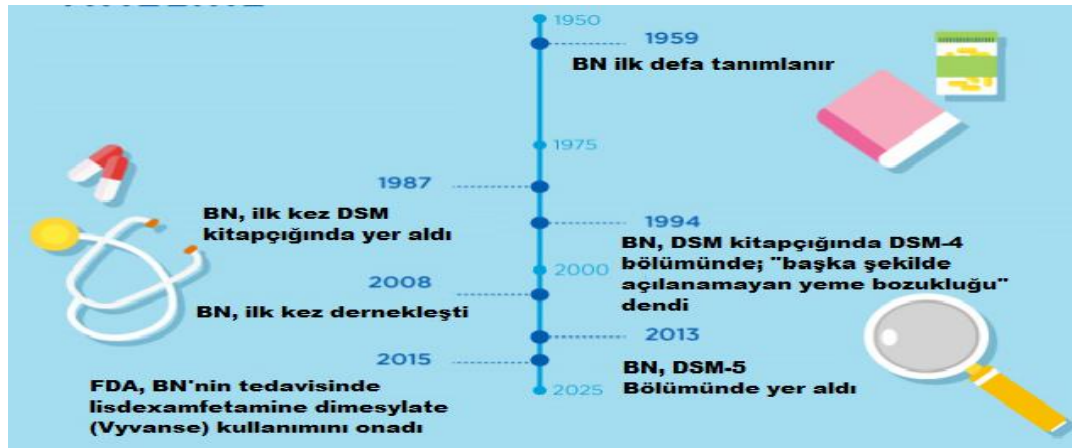 1950
1959
BN ilk defa tanımlanır
1975
1987
BN, ilk kez DSM
kitapçığında yer aldı
1994
BN, DSM kitapçığında DSM-4
bölümünde; "başka şekilde
açılanamayan yeme bozukluğu"
dendi
2000
2008
BN, ilk kez dernekleşti
2013
BN, DSM-5
Bölümünde yer aldı
2015
FDA, BN'nin tedavisinde
lisdexamfetamine dimesylate
(Vyvanse) kullanımını onadı
2025